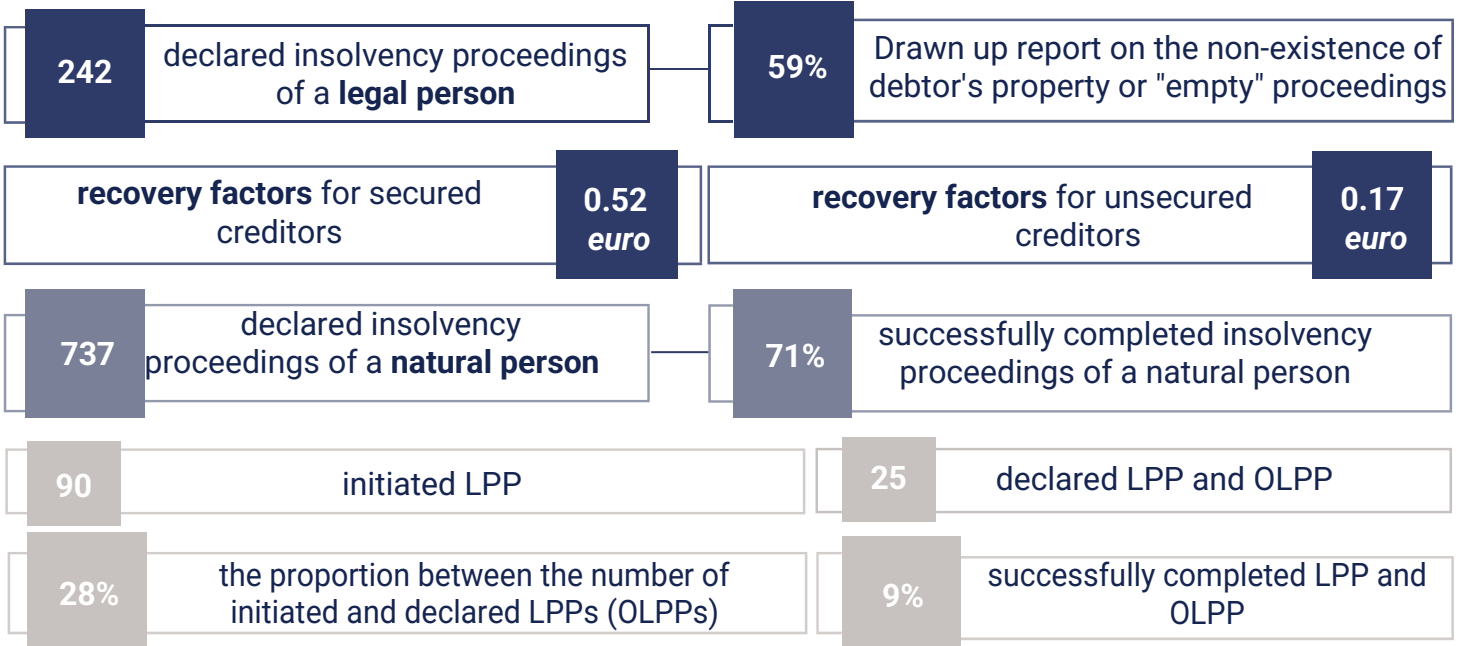 242
declared insolvency proceedings
of a legal person
59%
Drawn up report on the non-existence of
debtor's property or "empty" proceedings
recovery factors for secured
creditors
0.52
euro
recovery factors for unsecured
creditors
0.17
euro
737
declared insolvency
proceedings of a natural person
71%
successfully completed insolvency
proceedings of a natural person
90
initiated LPP
25
declared LPP and OLPP
28%
the proportion between the number of
initiated and declared LPPs (OLPPs)
9%
successfully completed LPP and
OLPP